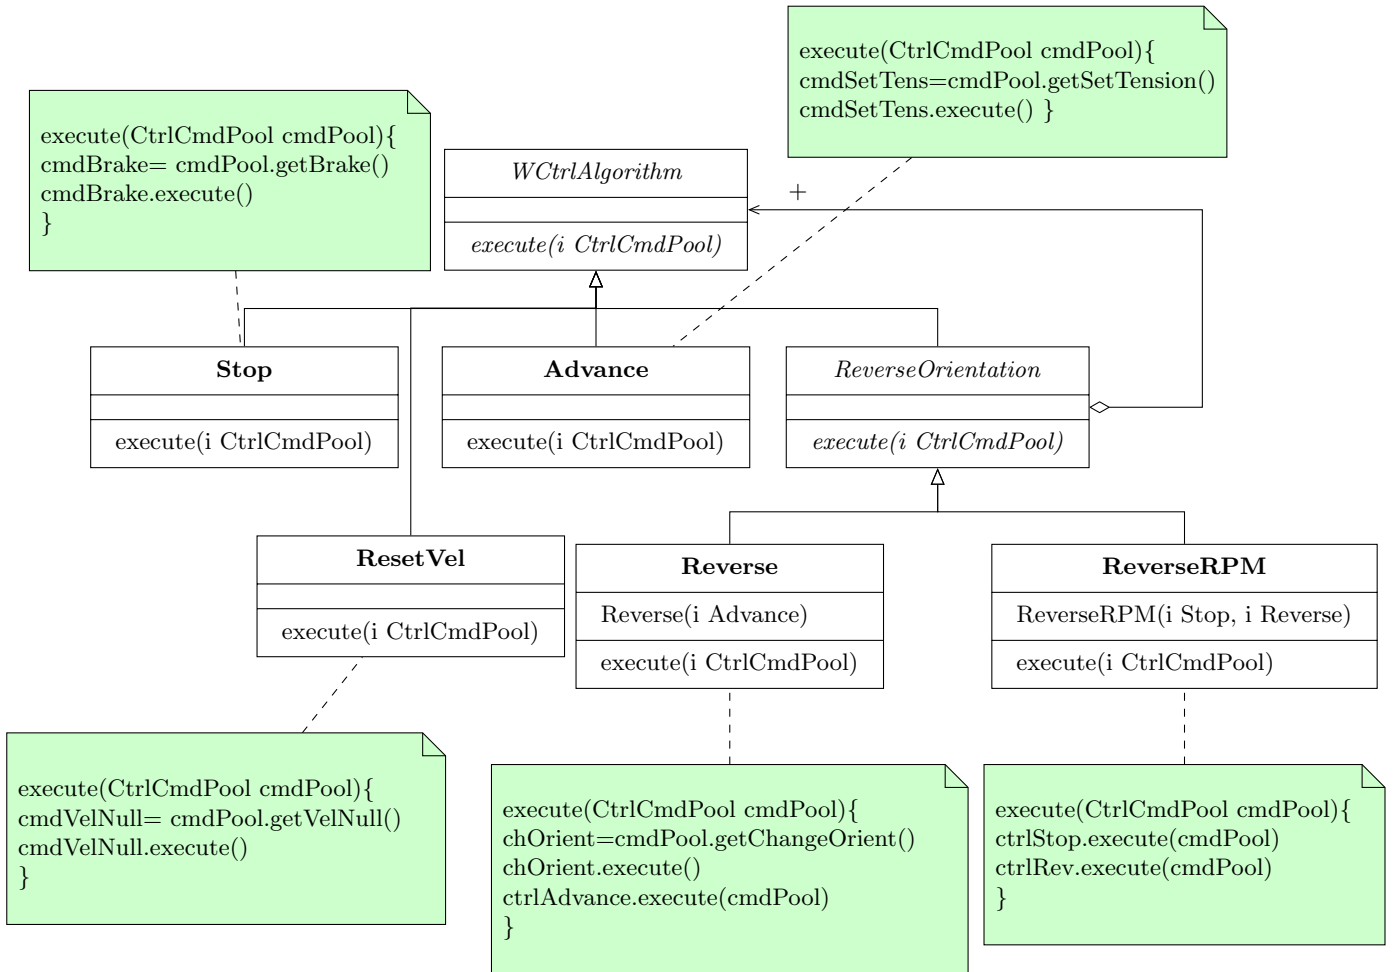 execute(CtrlCmdPool cmdPool){
cmdSetTens=cmdPool.getSetTension()
cmdSetTens.execute() }
execute(CtrlCmdPool cmdPool){
cmdBrake= cmdPool.getBrake()
cmdBrake.execute()
}
WCtrlAlgorithm
execute(i CtrlCmdPool)
+
Stop
execute(i CtrlCmdPool)
Advance
execute(i CtrlCmdPool)
ReverseOrientation
execute(i CtrlCmdPool)
ResetVel
execute(i CtrlCmdPool)
Reverse
Reverse(i Advance)
execute(i CtrlCmdPool)
ReverseRPM
ReverseRPM(i Stop, i Reverse)
execute(i CtrlCmdPool)
execute(CtrlCmdPool cmdPool){
cmdVelNull= cmdPool.getVelNull()
cmdVelNull.execute()
}
execute(CtrlCmdPool cmdPool){
chOrient=cmdPool.getChangeOrient()
chOrient.execute()
ctrlAdvance.execute(cmdPool)
}
execute(CtrlCmdPool cmdPool){
ctrlStop.execute(cmdPool)
ctrlRev.execute(cmdPool)
}